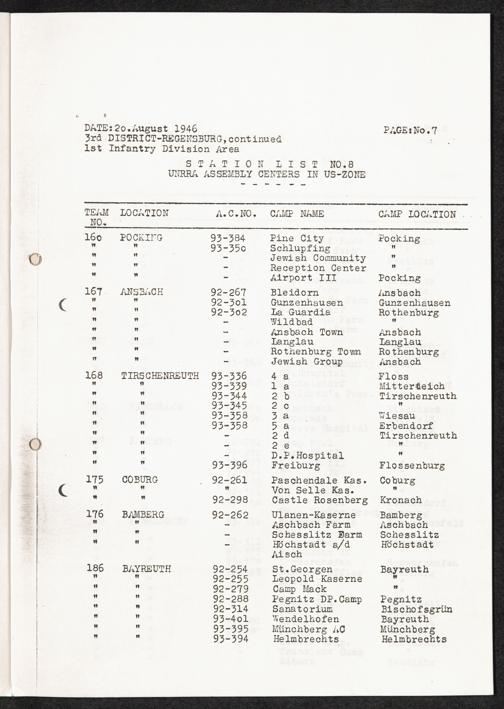 DATE:2o.August 1946 PAGE:No.7
3rd DISTRICT-REGENSBURG,continued
1st Infantry Division Area
S T A T I O N  L I S T  NO.8
UNRRA ASSEMBLY CENTERS IN US-ZONE
- - - - - -
TEAM LOCATION A.C.NO. CAMP NAME CAMP LOCATION
NO.
16o POCKING 93-384 Pine City Pocking
" " 93-35o Schlupfing "
" " - Jewish Community "
" " - Reception Center "
" " - Airport III Pocking
167 ANSBACH 92-267 Bleidorn Ansbach
" " 92-3o1 Gunzenhausen Gunzenhausen
" " 92-3o2 La Guardia Rothenburg
" " - Wildbad "
" " - Ansbach Town Ansbach
" " - Langlau Langlau
" " - Rothenburg Town Rothenburg
" " - Jewish Group Ansbach
168 TIRSCHENREUTH 93-336 4 a Floss
" " 93-339 1 a Mitterteich
" " 93-344 2 b Tirschenreuth
" " 93-345 2 c "
" " 93-358 3 a Wiesau
" " 93-358 5 a Erbendorf
" " - 2 d Tirschenreuth
" " - 2 e "
" " - D.P.Hospital "
" " 93-396 Freiburg Flossenburg
175 COBURG 92-261 Paschendale Kas. Coburg
" " " Von Selle Kas. "
" " 92-298 Castle Rosenberg Kronach
176 BAMBERG 92-262 Ulanen-Kaserne Bamberg
" " - Aschbach Farm Aschbach
" " - Schesslitz Farm Schesslitz
" " - Höchstadt a/d Höchstadt
Aisch
186 BAYREUTH 92-254 St.Georgen Bayreuth
" " 92-255 Leopold Kaserne "
" " 92-279 Camp Mack "
" " 92-288 Pegnitz DP.Camp Pegnitz
" " 92-314 Sanatorium Bischofsgrün
" " 93-4o1 Wendelhofen Bayreuth
" " 93-395 Münchberg AC Münchberg
" " 93-394 Helmbrechts Helmbrechts